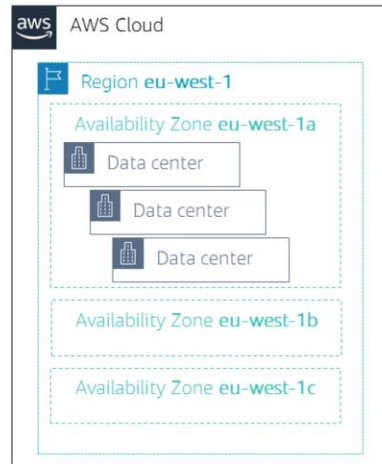 aws AWS Cloud
Region eu-west-1
Availability Zone eu-west-1a
Data center
Data center
Data center
Availability Zone eu-west-1b
Availability Zone eu-west-1c